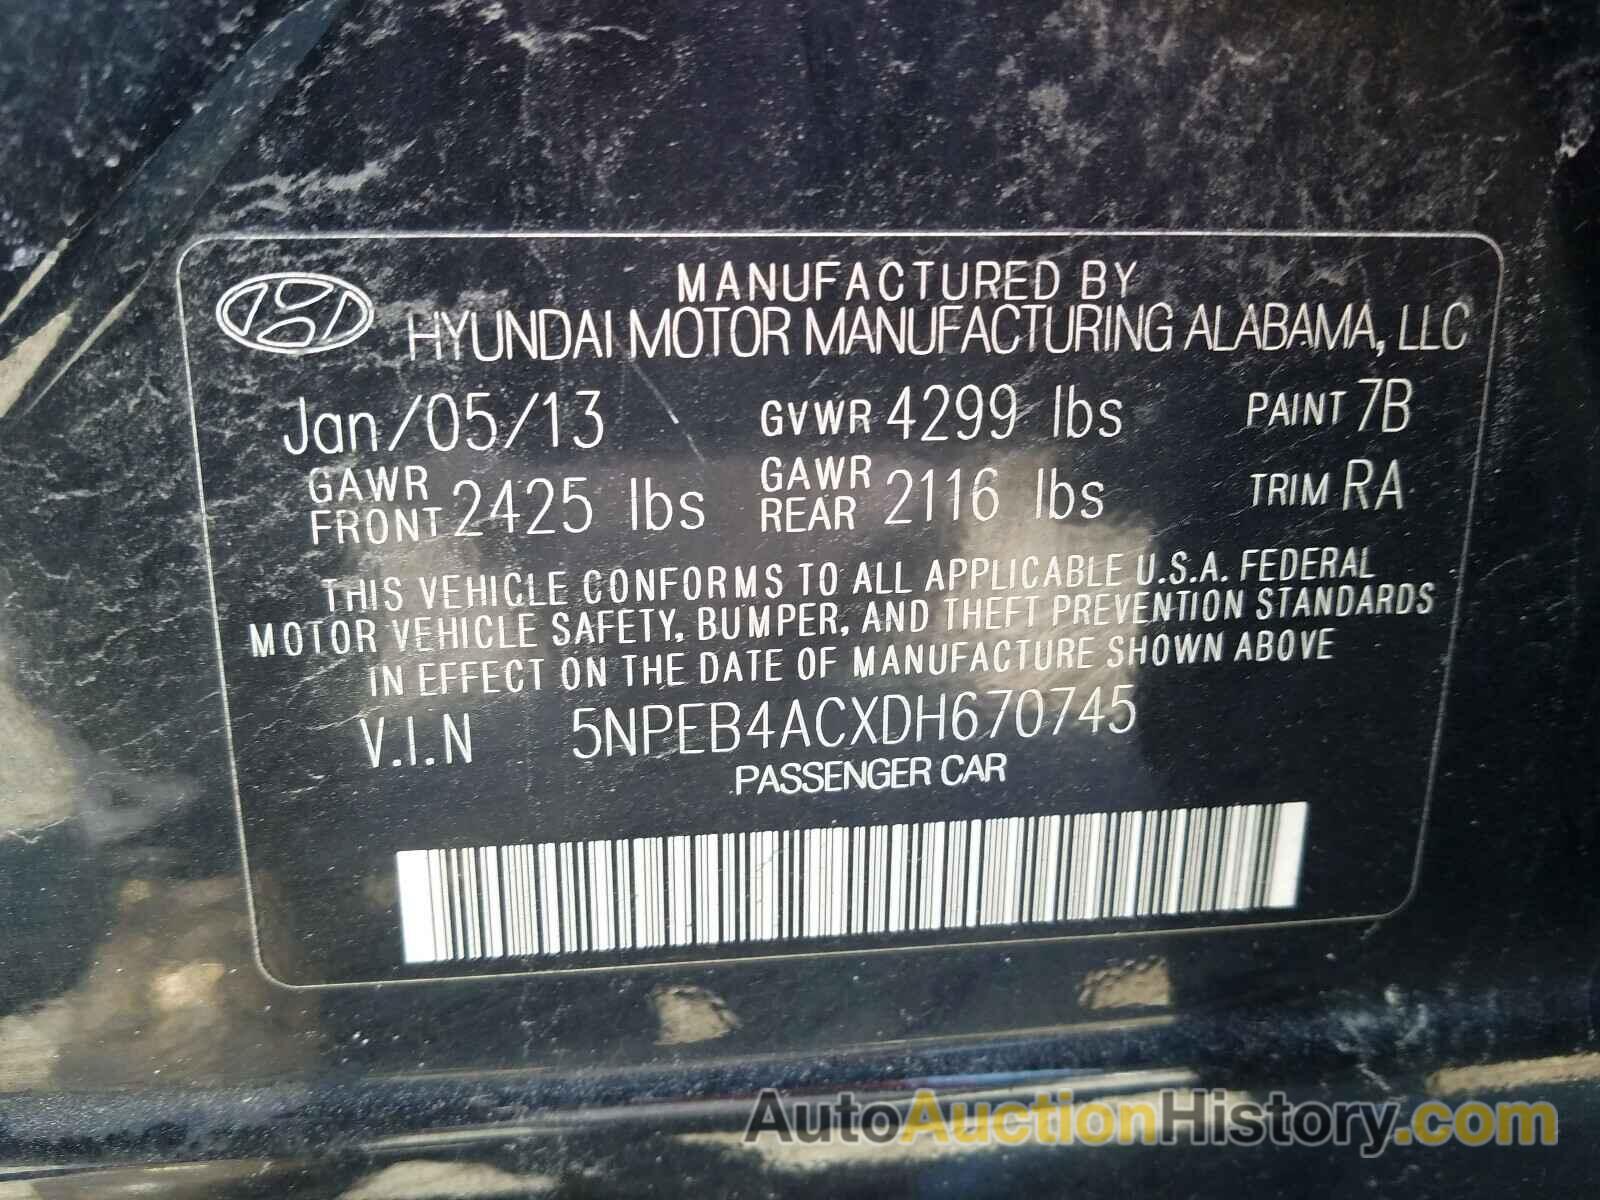 MANUFACTURED BY
HYUNDAI MOTOR MANUFACTURING ALABAMA, LLC
Jan/05/13 GVWR 4299 lbs PAINT 7B
GAWR FRONT 2425 lbs GAWR REAR 2116 lbs TRIM RA
THIS VEHICLE CONFORMS TO ALL APPLICABLE U.S.A. FEDERAL
MOTOR VEHICLE SAFETY, BUMPER, AND THEFT PREVENTION STANDARDS
IN EFFECT ON THE DATE OF MANUFACTURE SHOWN ABOVE
V.I.N 5NPEB4ACXDH670745
PASSENGER CAR
AutoAuctionHistory.com